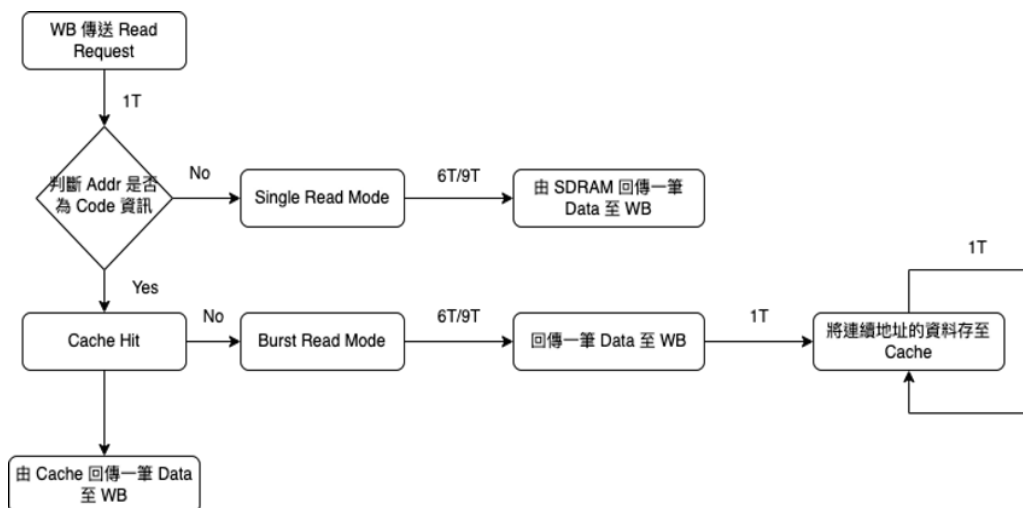 WB 傳送 Read
Request
1T
判斷 Addr 是否
為 Code 資訊
No
Single Read Mode
6T/9T
由 SDRAM 回傳一筆
Data 至 WB
Yes
Cache Hit
No
Burst Read Mode
6T/9T
回傳一筆 Data 至 WB
1T
將連續地址的資料存至
Cache
1T
由 Cache 回傳一筆 Data
至 WB